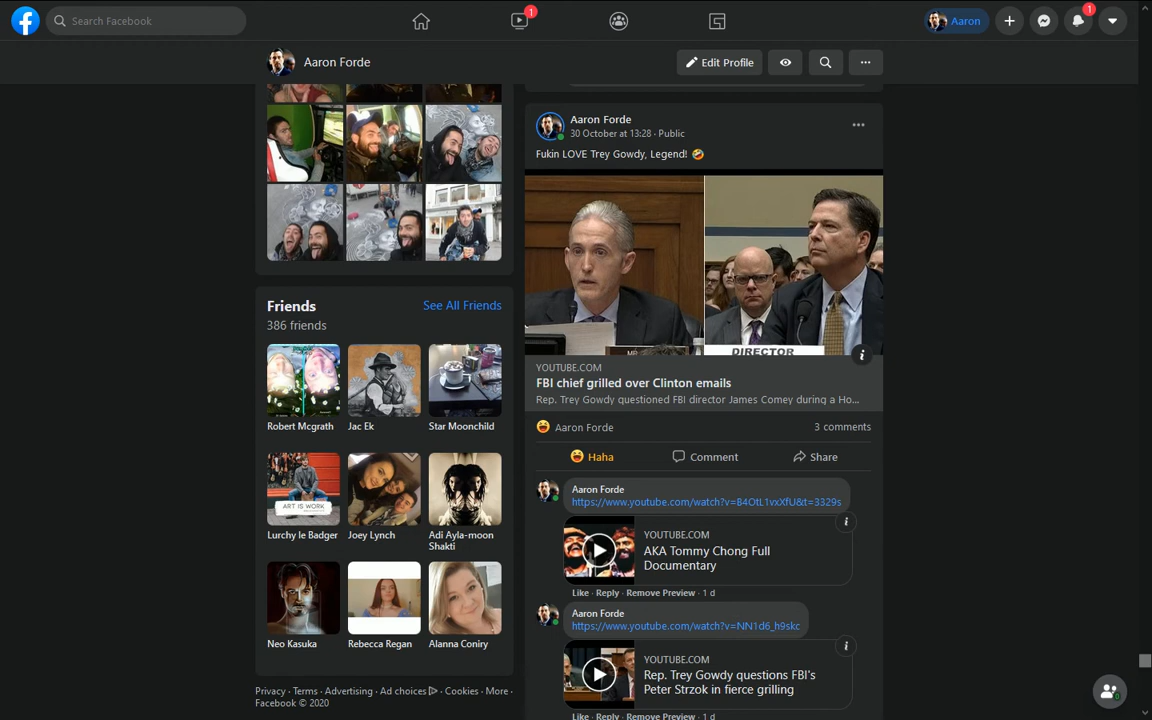 Search Facebook
1
Aaron
1
Aaron Forde
Edit Profile
Aaron Forde
30 October at 13:28 · Public
Fukin LOVE Trey Gowdy, Legend! 🤣
DIRECTOR
YOUTUBE.COM
FBI chief grilled over Clinton emails
Rep. Trey Gowdy questioned FBI director James Comey during a Ho...
Aaron Forde
3 comments
Haha
Comment
Share
Aaron Forde
https://www.youtube.com/watch?v=B4OtL1vxXfU&t=3329s
YOUTUBE.COM
AKA Tommy Chong Full
Documentary
Like · Reply · Remove Preview · 1 d
Aaron Forde
https://www.youtube.com/watch?v=NN1d6_h9skc
YOUTUBE.COM
Rep. Trey Gowdy questions FBI's
Peter Strzok in fierce grilling
Like · Reply · Remove Preview · 1 d
Friends
See All Friends
386 friends
Robert Mcgrath
Jac Ek
Star Moonchild
ART IS WORK
Lurchy le Badger
Joey Lynch
Adi Ayla-moon
Shakti
Neo Kasuka
Rebecca Regan
Alanna Coniry
Privacy · Terms · Advertising · Ad choices · Cookies · More ·
Facebook © 2020